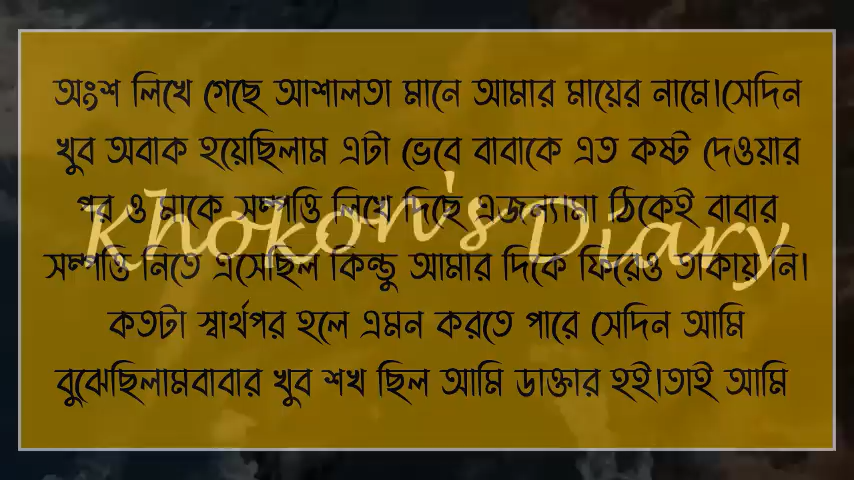 অংশ লিখে গেছে আশালতা মানে আমার মায়ের নামে।সেদিন
খুব অবাক হয়েছিলাম এটা ভেবে বাবাকে এত কষ্ট দেওয়ার
পর ও মাকে সম্পত্তি লিখে দিছে এজন্যমা ঠিকেই বাবার
সম্পত্তি নিতে এসেছিল কিন্তু আমার দিকে ফিরেও তাকায় নি।
কতটা স্বার্থপর হলে এমন করতে পারে সেদিন আমি
বুঝেছিলামবাবার খুব শখ ছিল আমি ডাক্তার হই।তাই আমি
Khokon's Diary